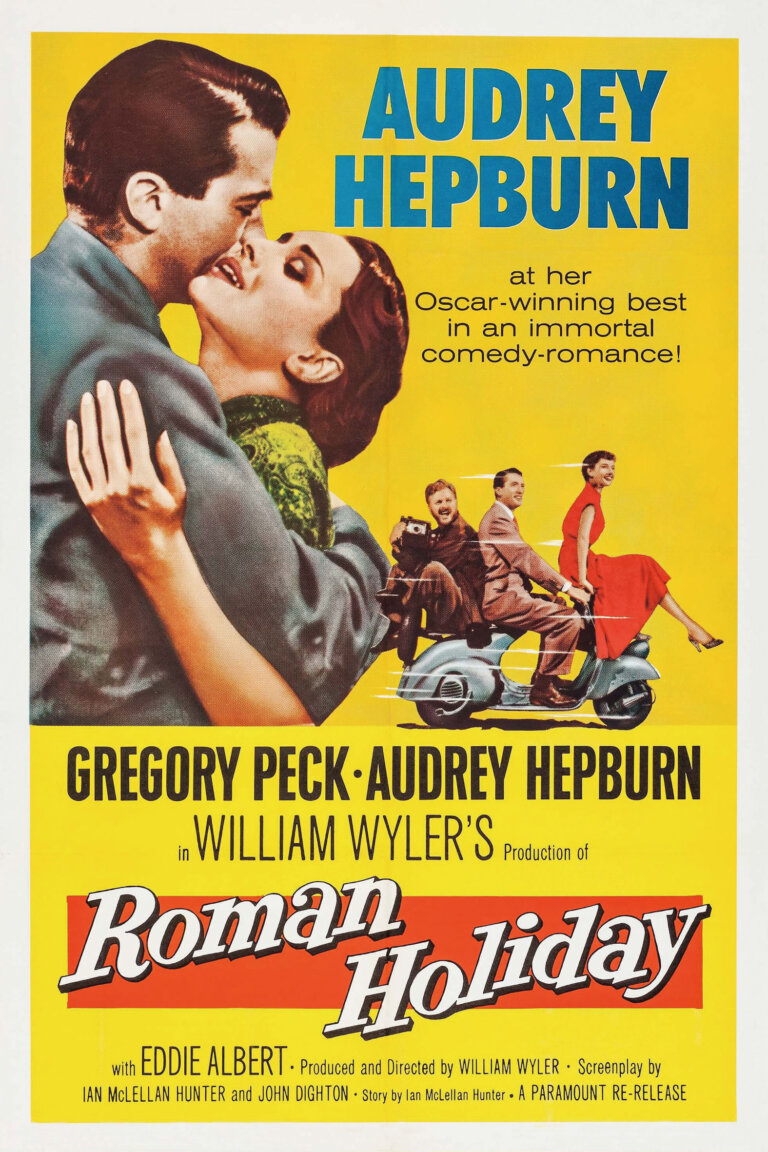 AUDREY
HEPBURN
at her
Oscar-winning best
in an immortal
comedy-romance!
GREGORY PECK · AUDREY HEPBURN
in WILLIAM WYLER'S Production of
Roman
Holiday
with EDDIE ALBERT · Produced and Directed by WILLIAM WYLER · Screenplay by
IAN McLELLAN HUNTER and JOHN DIGHTON · Story by Ian McLellan Hunter · A PARAMOUNT RE-RELEASE